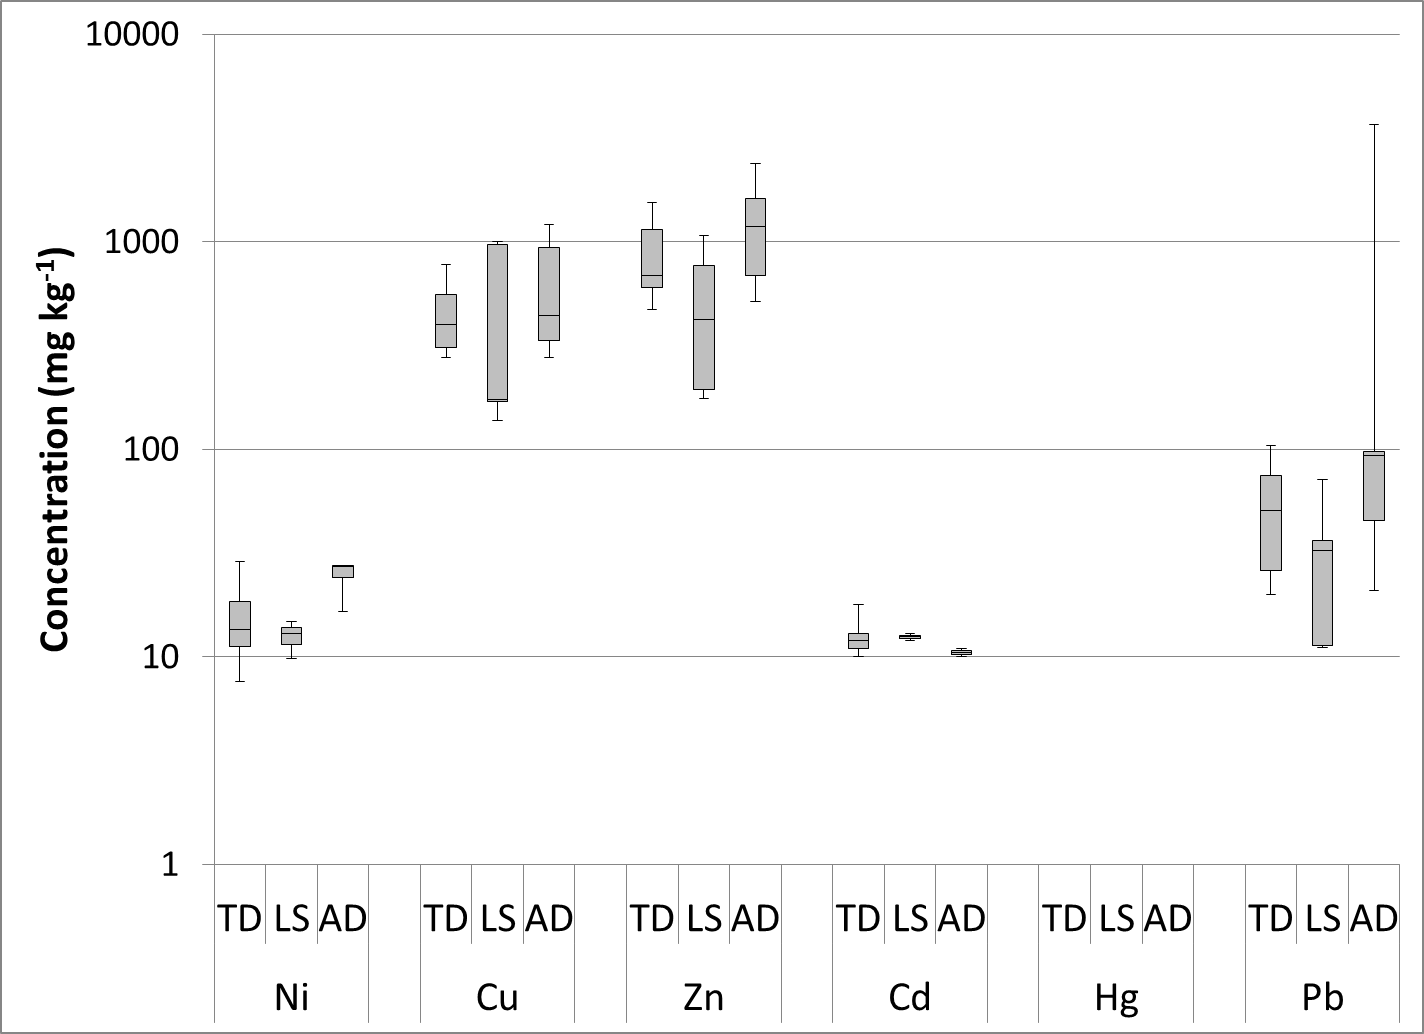 10000
1000
100
10
1
Concentration (mg kg⁻¹)
TD LS AD TD LS AD TD LS AD TD LS AD TD LS AD TD LS AD
Ni Cu Zn Cd Hg Pb